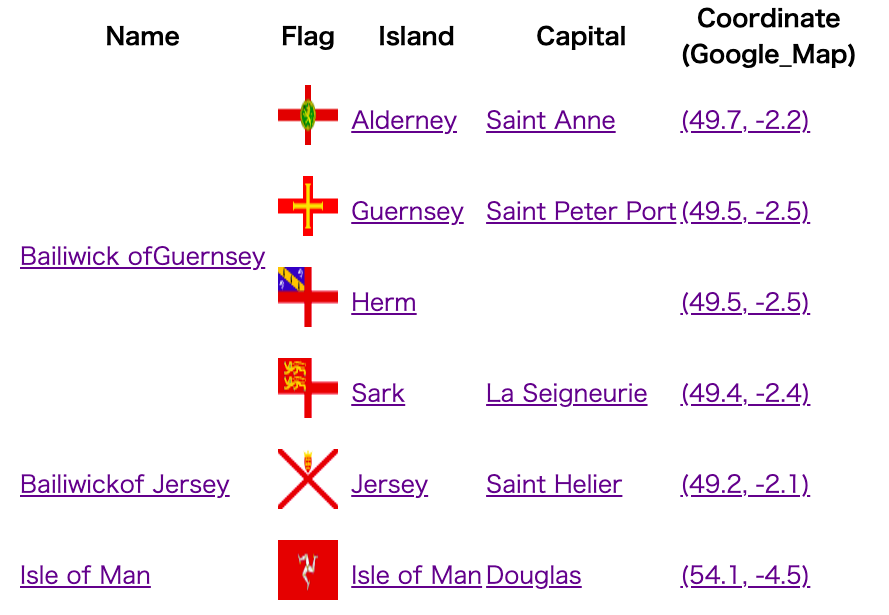 Name Flag Island Capital Coordinate
(Google_Map)
Alderney Saint Anne (49.7, -2.2)
Guernsey Saint Peter Port (49.5, -2.5)
Bailiwick ofGuernsey
Herm (49.5, -2.5)
Sark La Seigneurie (49.4, -2.4)
Bailiwickof Jersey Jersey Saint Helier (49.2, -2.1)
Isle of Man Isle of Man Douglas (54.1, -4.5)